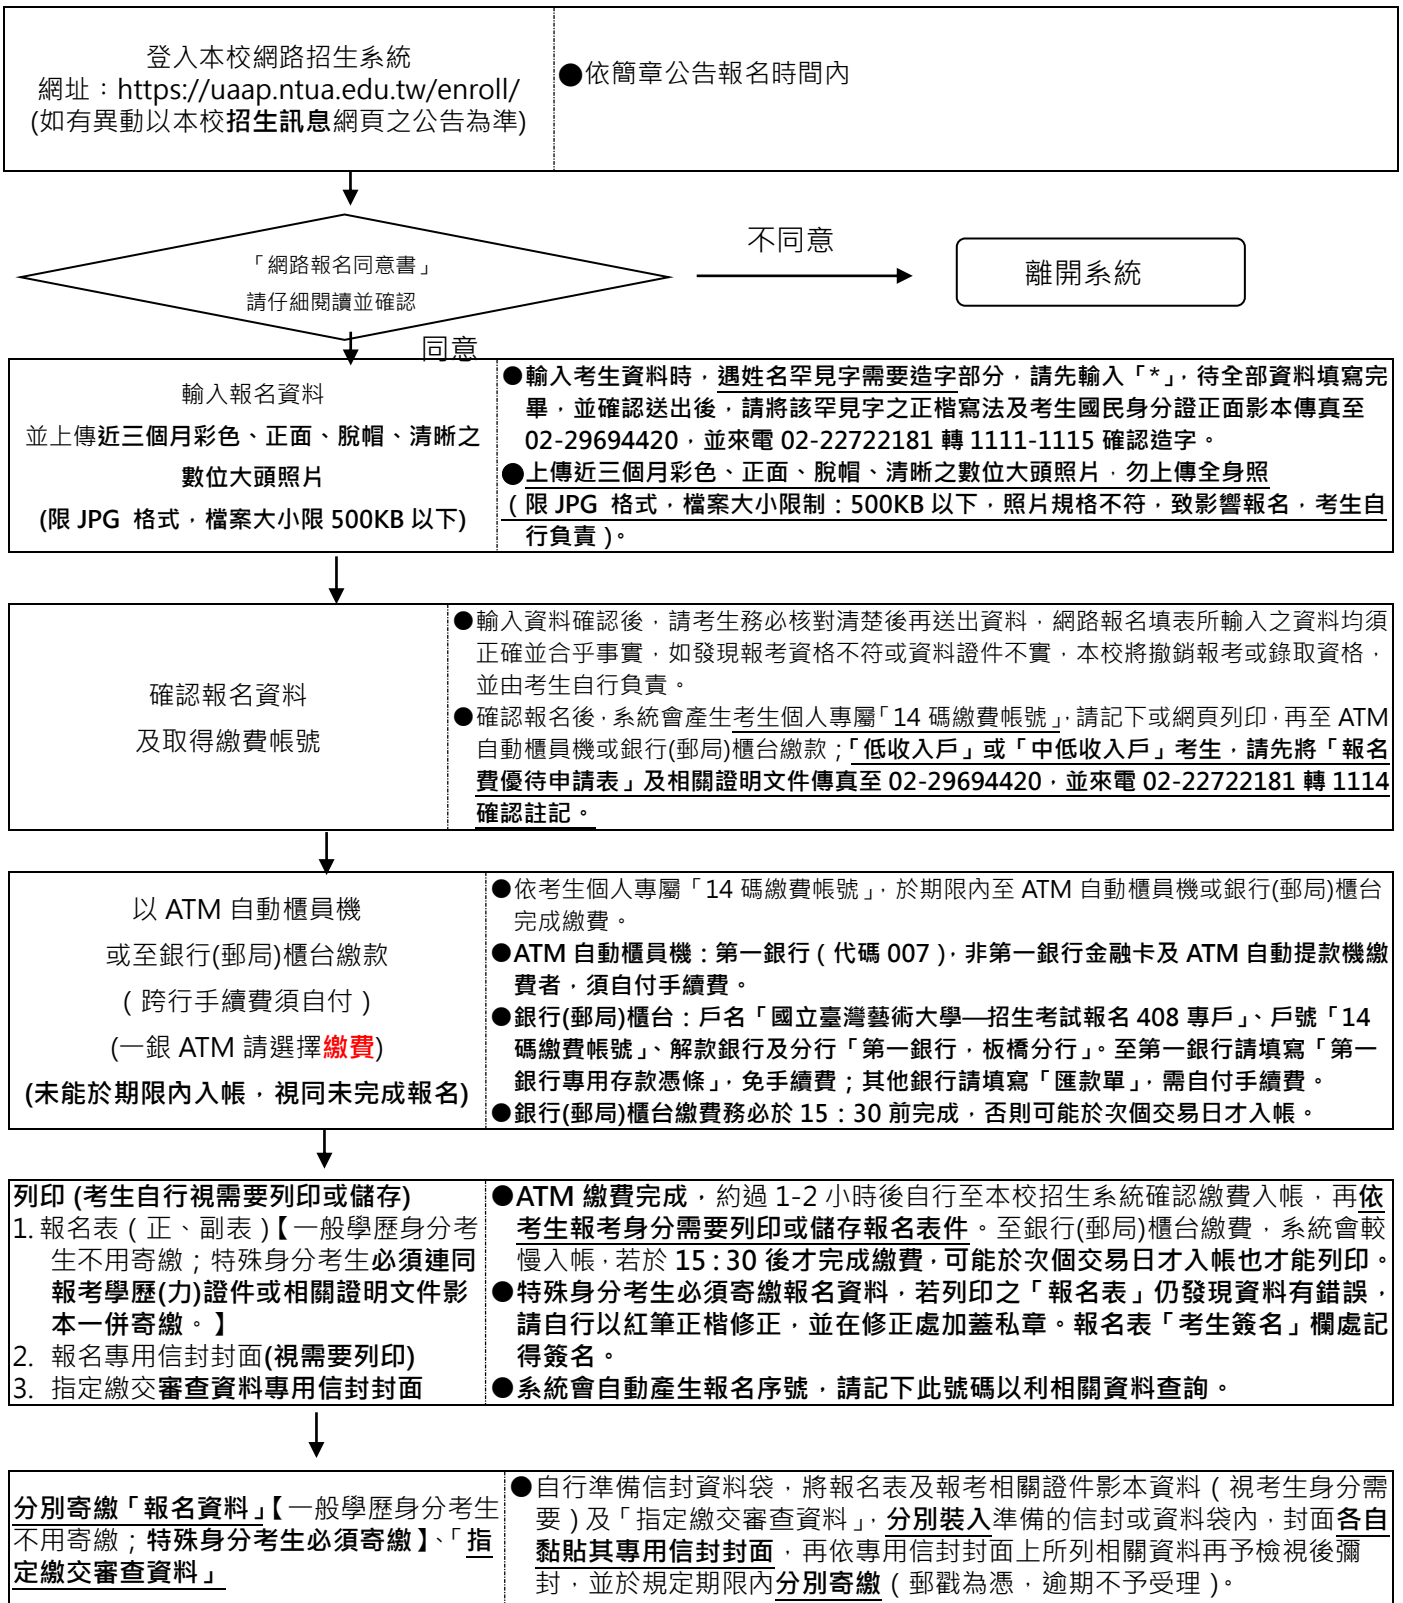 登入本校網路招生系統
網址：https://uaap.ntua.edu.tw/enroll/
(如有異動以本校招生訊息網頁之公告為準)
●依簡章公告報名時間內
「網路報名同意書」
請仔細閱讀並確認
不同意
離開系統
同意
輸入報名資料
並上傳近三個月彩色、正面、脫帽、清晰之
數位大頭照片
(限 JPG 格式，檔案大小限 500KB 以下)
●輸入考生資料時，遇姓名罕見字需要造字部分，請先輸入「*」，待全部資料填寫完
畢，並確認送出後，請將該罕見字之正楷寫法及考生國民身分證正面影本傳真至
02-29694420，並來電 02-22722181 轉 1111-1115 確認造字。
●上傳近三個月彩色、正面、脫帽、清晰之數位大頭照片，勿上傳全身照
（限 JPG 格式，檔案大小限制：500KB 以下，照片規格不符，致影響報名，考生自
行負責）。
確認報名資料
及取得繳費帳號
●輸入資料確認後，請考生務必核對清楚後再送出資料，網路報名填表所輸入之資料均須
正確並合乎事實，如發現報考資格不符或資料證件不實，本校將撤銷報考或錄取資格，
並由考生自行負責。
●確認報名後，系統會產生考生個人專屬「14 碼繳費帳號」，請記下或網頁列印，再至 ATM
自動櫃員機或銀行(郵局)櫃台繳款；「低收入戶」或「中低收入戶」考生，請先將「報名
費優待申請表」及相關證明文件傳真至 02-29694420，並來電 02-22722181 轉 1114
確認註記。
以 ATM 自動櫃員機
或至銀行(郵局)櫃台繳款
（跨行手續費須自付）
(一銀 ATM 請選擇繳費)
(未能於期限內入帳，視同未完成報名)
●依考生個人專屬「14 碼繳費帳號」，於期限內至 ATM 自動櫃員機或銀行(郵局)櫃台
完成繳費。
●ATM 自動櫃員機：第一銀行（代碼 007），非第一銀行金融卡及 ATM 自動提款機繳
費者，須自付手續費。
●銀行(郵局)櫃台：戶名「國立臺灣藝術大學—招生考試報名 408 專戶」、戶號「14
碼繳費帳號」、解款銀行及分行「第一銀行，板橋分行」。至第一銀行請填寫「第一
銀行專用存款憑條」，免手續費；其他銀行請填寫「匯款單」，需自付手續費。
●銀行(郵局)櫃台繳費務必於 15：30 前完成，否則可能於次個交易日才入帳。
列印 (考生自行視需要列印或儲存)
1. 報名表（正、副表）【一般學歷身分考
生不用寄繳；特殊身分考生必須連同
報考學歷(力)證件或相關證明文件影
本一併寄繳。】
2. 報名專用信封封面(視需要列印)
3. 指定繳交審查資料專用信封封面
●ATM 繳費完成，約過 1-2 小時後自行至本校招生系統確認繳費入帳，再依
考生報考身分需要列印或儲存報名表件。至銀行(郵局)櫃台繳費，系統會較
慢入帳，若於 15：30 後才完成繳費，可能於次個交易日才入帳也才能列印。
●特殊身分考生必須寄繳報名資料，若列印之「報名表」仍發現資料有錯誤，
請自行以紅筆正楷修正，並在修正處加蓋私章。報名表「考生簽名」欄處記
得簽名。
●系統會自動產生報名序號，請記下此號碼以利相關資料查詢。
分別寄繳「報名資料」【一般學歷身分考生
不用寄繳；特殊身分考生必須寄繳】、「指
定繳交審查資料」
●自行準備信封資料袋，將報名表及報考相關證件影本資料（視考生身分需
要）及「指定繳交審查資料」，分別裝入準備的信封或資料袋內，封面各自
黏貼其專用信封封面，再依專用信封封面上所列相關資料再予檢視後彌
封，並於規定期限內分別寄繳（郵戳為憑，逾期不予受理）。